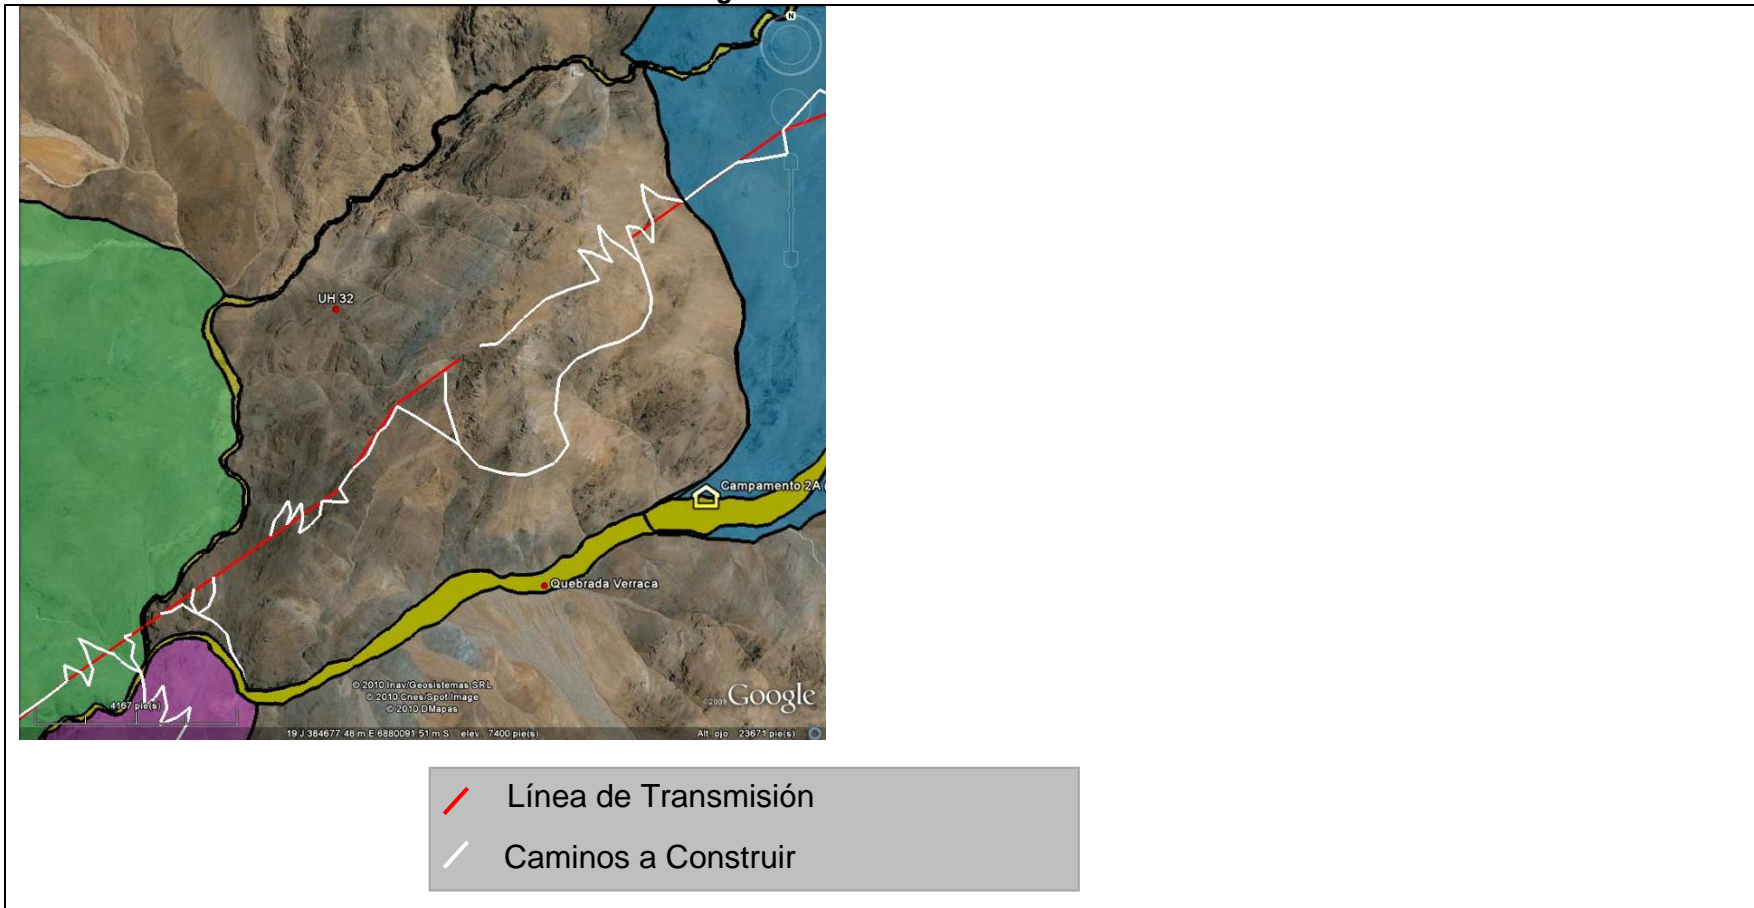 N
UH 32
Campamento 2A (
Quebrada Verraca
© 2010 Inav/Geosistemas SRL
© 2010 Cnes/Spot Image
© 2010 DMapas
©2009 Google
4167 pie(s)
19 J 384677.48 m E 6880091.51 m S elev. 7400 pie(s)
Alt. ojo 23671 pie(s)
Línea de Transmisión
Caminos a Construir